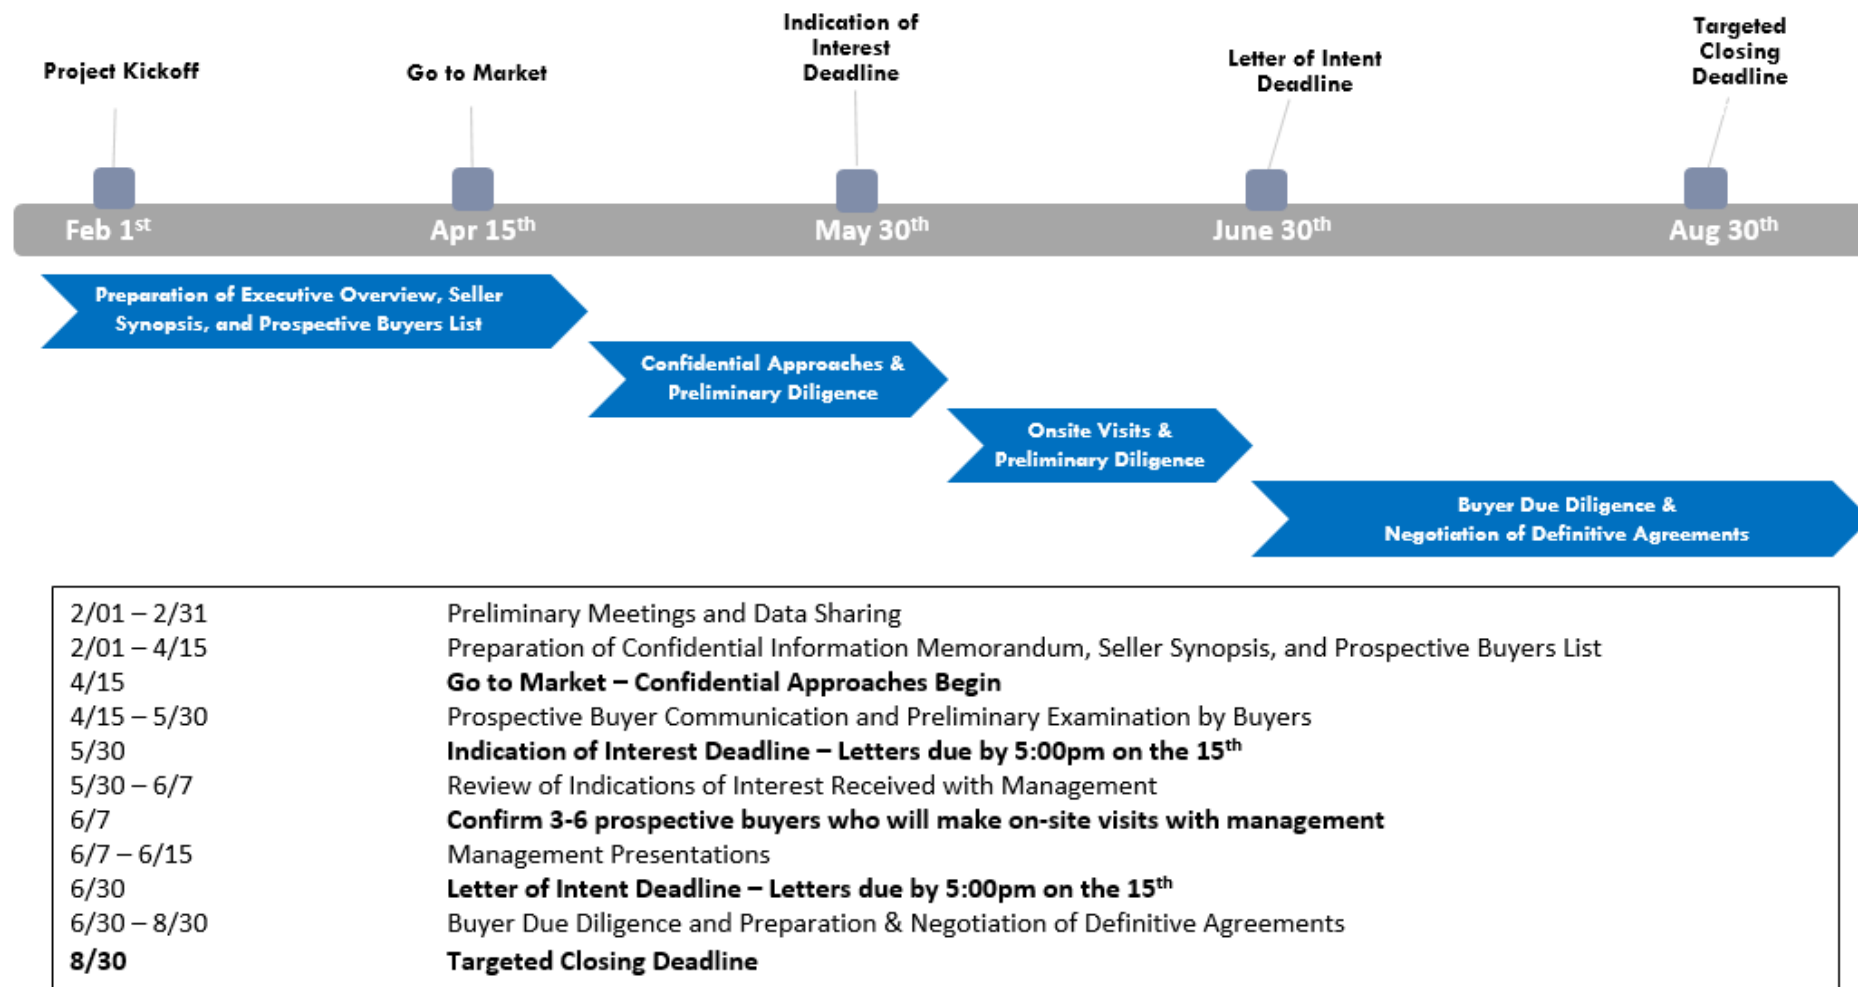 Project Kickoff
Go to Market
Indication of
Interest
Deadline
Letter of Intent
Deadline
Targeted
Closing
Deadline
Feb 1st
Apr 15th
May 30th
June 30th
Aug 30th
Preparation of Executive Overview, Seller
Synopsis, and Prospective Buyers List
Confidential Approaches &
Preliminary Diligence
Onsite Visits &
Preliminary Diligence
Buyer Due Diligence &
Negotiation of Definitive Agreements
2/01 – 2/31 Preliminary Meetings and Data Sharing
2/01 – 4/15 Preparation of Confidential Information Memorandum, Seller Synopsis, and Prospective Buyers List
4/15 Go to Market – Confidential Approaches Begin
4/15 – 5/30 Prospective Buyer Communication and Preliminary Examination by Buyers
5/30 Indication of Interest Deadline – Letters due by 5:00pm on the 15th
5/30 – 6/7 Review of Indications of Interest Received with Management
6/7 Confirm 3-6 prospective buyers who will make on-site visits with management
6/7 – 6/15 Management Presentations
6/30 Letter of Intent Deadline – Letters due by 5:00pm on the 15th
6/30 – 8/30 Buyer Due Diligence and Preparation & Negotiation of Definitive Agreements
8/30 Targeted Closing Deadline